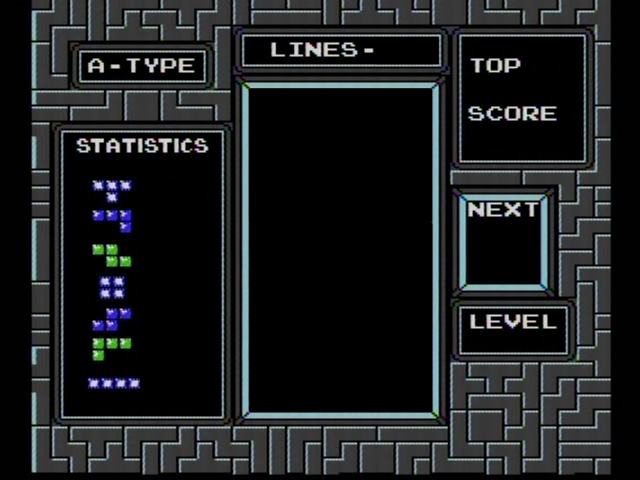 A-TYPE
LINES-
TOP
SCORE
STATISTICS
NEXT
LEVEL